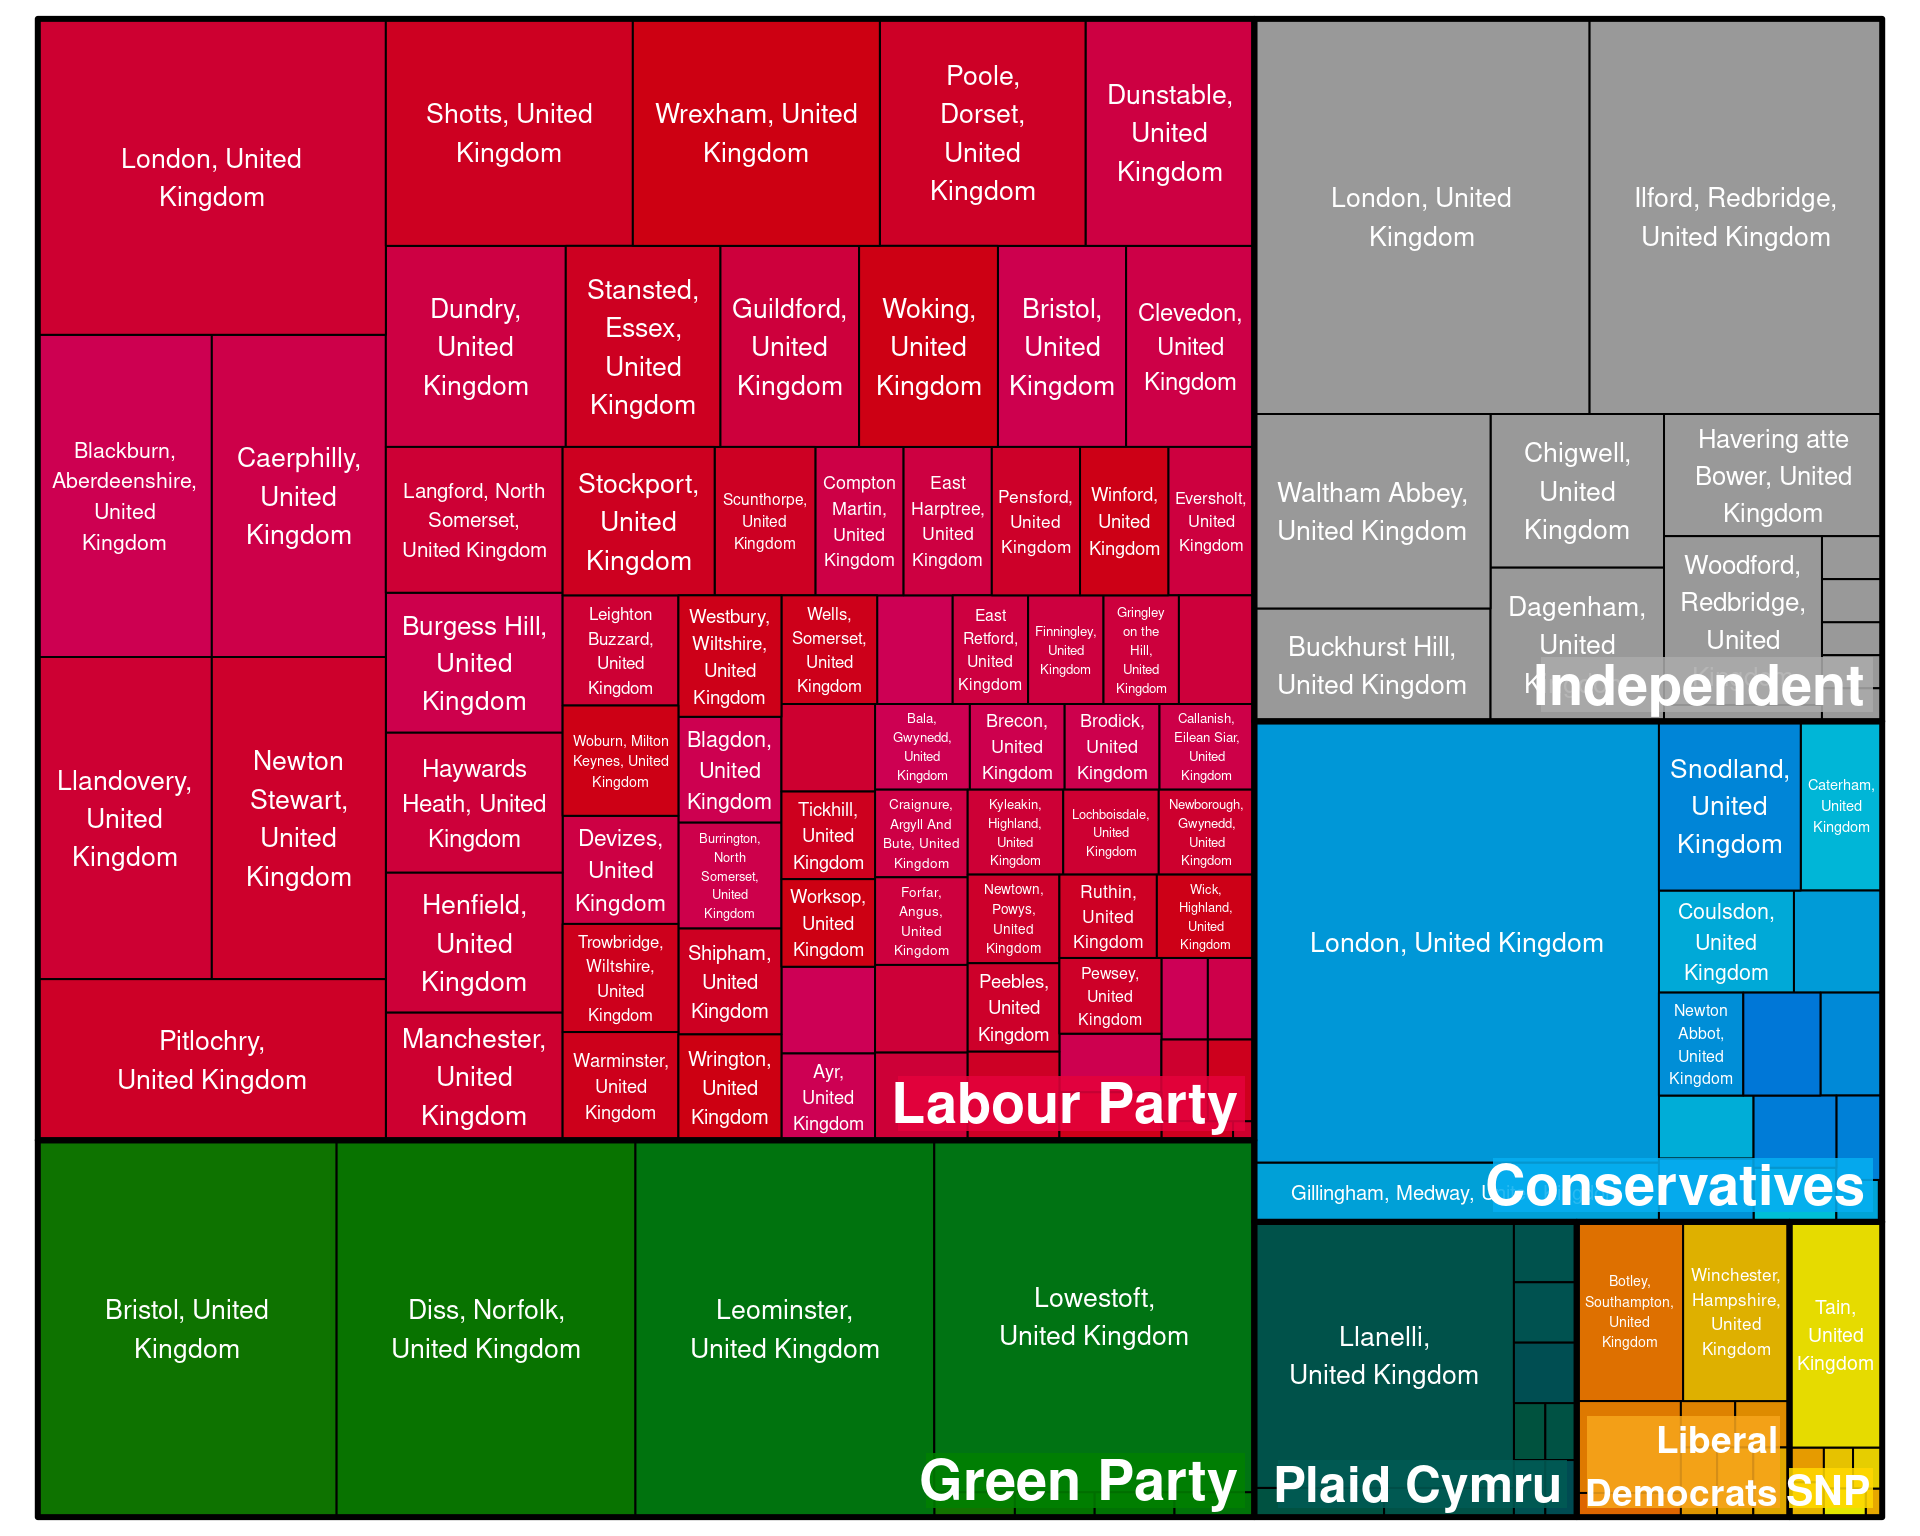 London, United
Kingdom
Shotts, United
Kingdom
Wrexham, United
Kingdom
Poole,
Dorset,
United
Kingdom
Dunstable,
United
Kingdom
Dundry,
United
Kingdom
Stansted,
Essex,
United
Kingdom
Guildford,
United
Kingdom
Woking,
United
Kingdom
Bristol,
United
Kingdom
Clevedon,
United
Kingdom
Blackburn,
Aberdeenshire,
United
Kingdom
Caerphilly,
United
Kingdom
Langford, North
Somerset,
United Kingdom
Stockport,
United
Kingdom
Scunthorpe,
United
Kingdom
Compton
Martin,
United
Kingdom
East
Harptree,
United
Kingdom
Pensford,
United
Kingdom
Winford,
United
Kingdom
Eversholt,
United
Kingdom
Burgess Hill,
United
Kingdom
Leighton
Buzzard,
United
Kingdom
Westbury,
Wiltshire,
United
Kingdom
Wells,
Somerset,
United
Kingdom
East
Retford,
United
Kingdom
Finningley,
United
Kingdom
Gringley
on the
Hill,
United
Kingdom
Llandovery,
United
Kingdom
Newton
Stewart,
United
Kingdom
Haywards
Heath, United
Kingdom
Woburn, Milton
Keynes, United
Kingdom
Blagdon,
United
Kingdom
Bala,
Gwynedd,
United
Kingdom
Brecon,
United
Kingdom
Brodick,
United
Kingdom
Callanish,
Eilean Siar,
United
Kingdom
Devizes,
United
Kingdom
Burrington,
North
Somerset,
United
Kingdom
Tickhill,
United
Kingdom
Craignure,
Argyll And
Bute, United
Kingdom
Kyleakin,
Highland,
United
Kingdom
Lochboisdale,
United
Kingdom
Newborough,
Gwynedd,
United
Kingdom
Henfield,
United
Kingdom
Trowbridge,
Wiltshire,
United
Kingdom
Shipham,
United
Kingdom
Worksop,
United
Kingdom
Forfar,
Angus,
United
Kingdom
Newtown,
Powys,
United
Kingdom
Ruthin,
United
Kingdom
Wick,
Highland,
United
Kingdom
Peebles,
United
Kingdom
Pewsey,
United
Kingdom
Pitlochry,
United Kingdom
Manchester,
United
Kingdom
Warminster,
United
Kingdom
Wrington,
United
Kingdom
Ayr,
United
Kingdom
Labour Party
London, United
Kingdom
Ilford, Redbridge,
United Kingdom
Waltham Abbey,
United Kingdom
Chigwell,
United
Kingdom
Havering atte
Bower, United
Kingdom
Buckhurst Hill,
United Kingdom
Dagenham,
United
Woodford,
Redbridge,
United
Independent
London, United Kingdom
Snodland,
United
Kingdom
Caterham,
United
Kingdom
Coulsdon,
United
Kingdom
Newton
Abbot,
United
Kingdom
Gillingham, Medway,
Conservatives
Bristol, United
Kingdom
Diss, Norfolk,
United Kingdom
Leominster,
United Kingdom
Lowestoft,
United Kingdom
Green Party
Llanelli,
United Kingdom
Plaid Cymru
Botley,
Southampton,
United
Kingdom
Winchester,
Hampshire,
United
Kingdom
Liberal
Democrats
Tain,
United
Kingdom
SNP